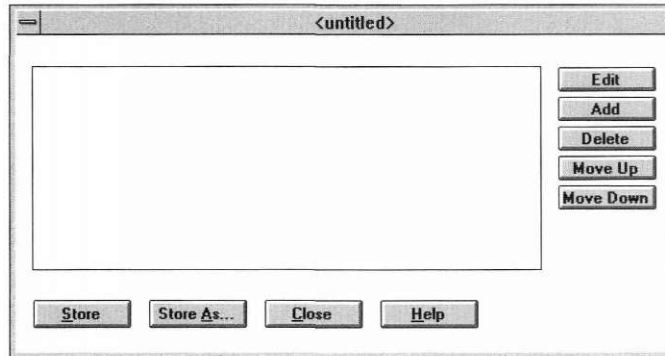 <untitled>
Edit
Add
Delete
Move Up
Move Down
Store Store As... Close Help